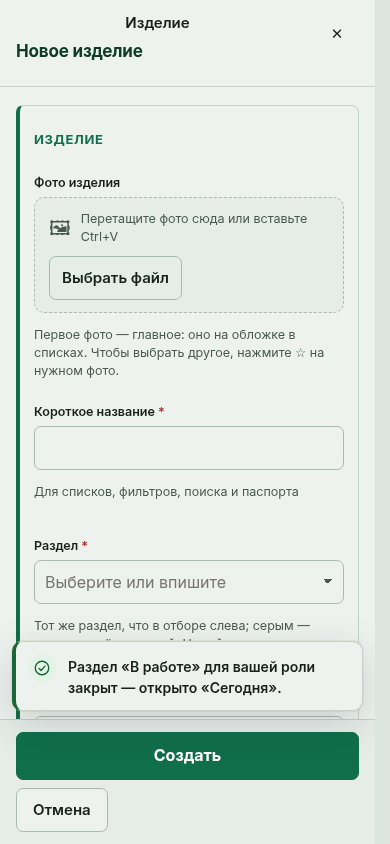 Изделие
Новое изделие
✕
ИЗДЕЛИЕ
Фото изделия
Перетащите фото сюда или вставьте
Ctrl+V
Выбрать файл
Первое фото — главное: оно на обложке в
списках. Чтобы выбрать другое, нажмите ☆ на
нужном фото.
Короткое название *
Для списков, фильтров, поиска и паспорта
Раздел *
Выберите или впишите
Тот же раздел, что в отборе слева; серым —
Раздел «В работе» для вашей роли
закрыт — открыто «Сегодня».
Создать
Отмена